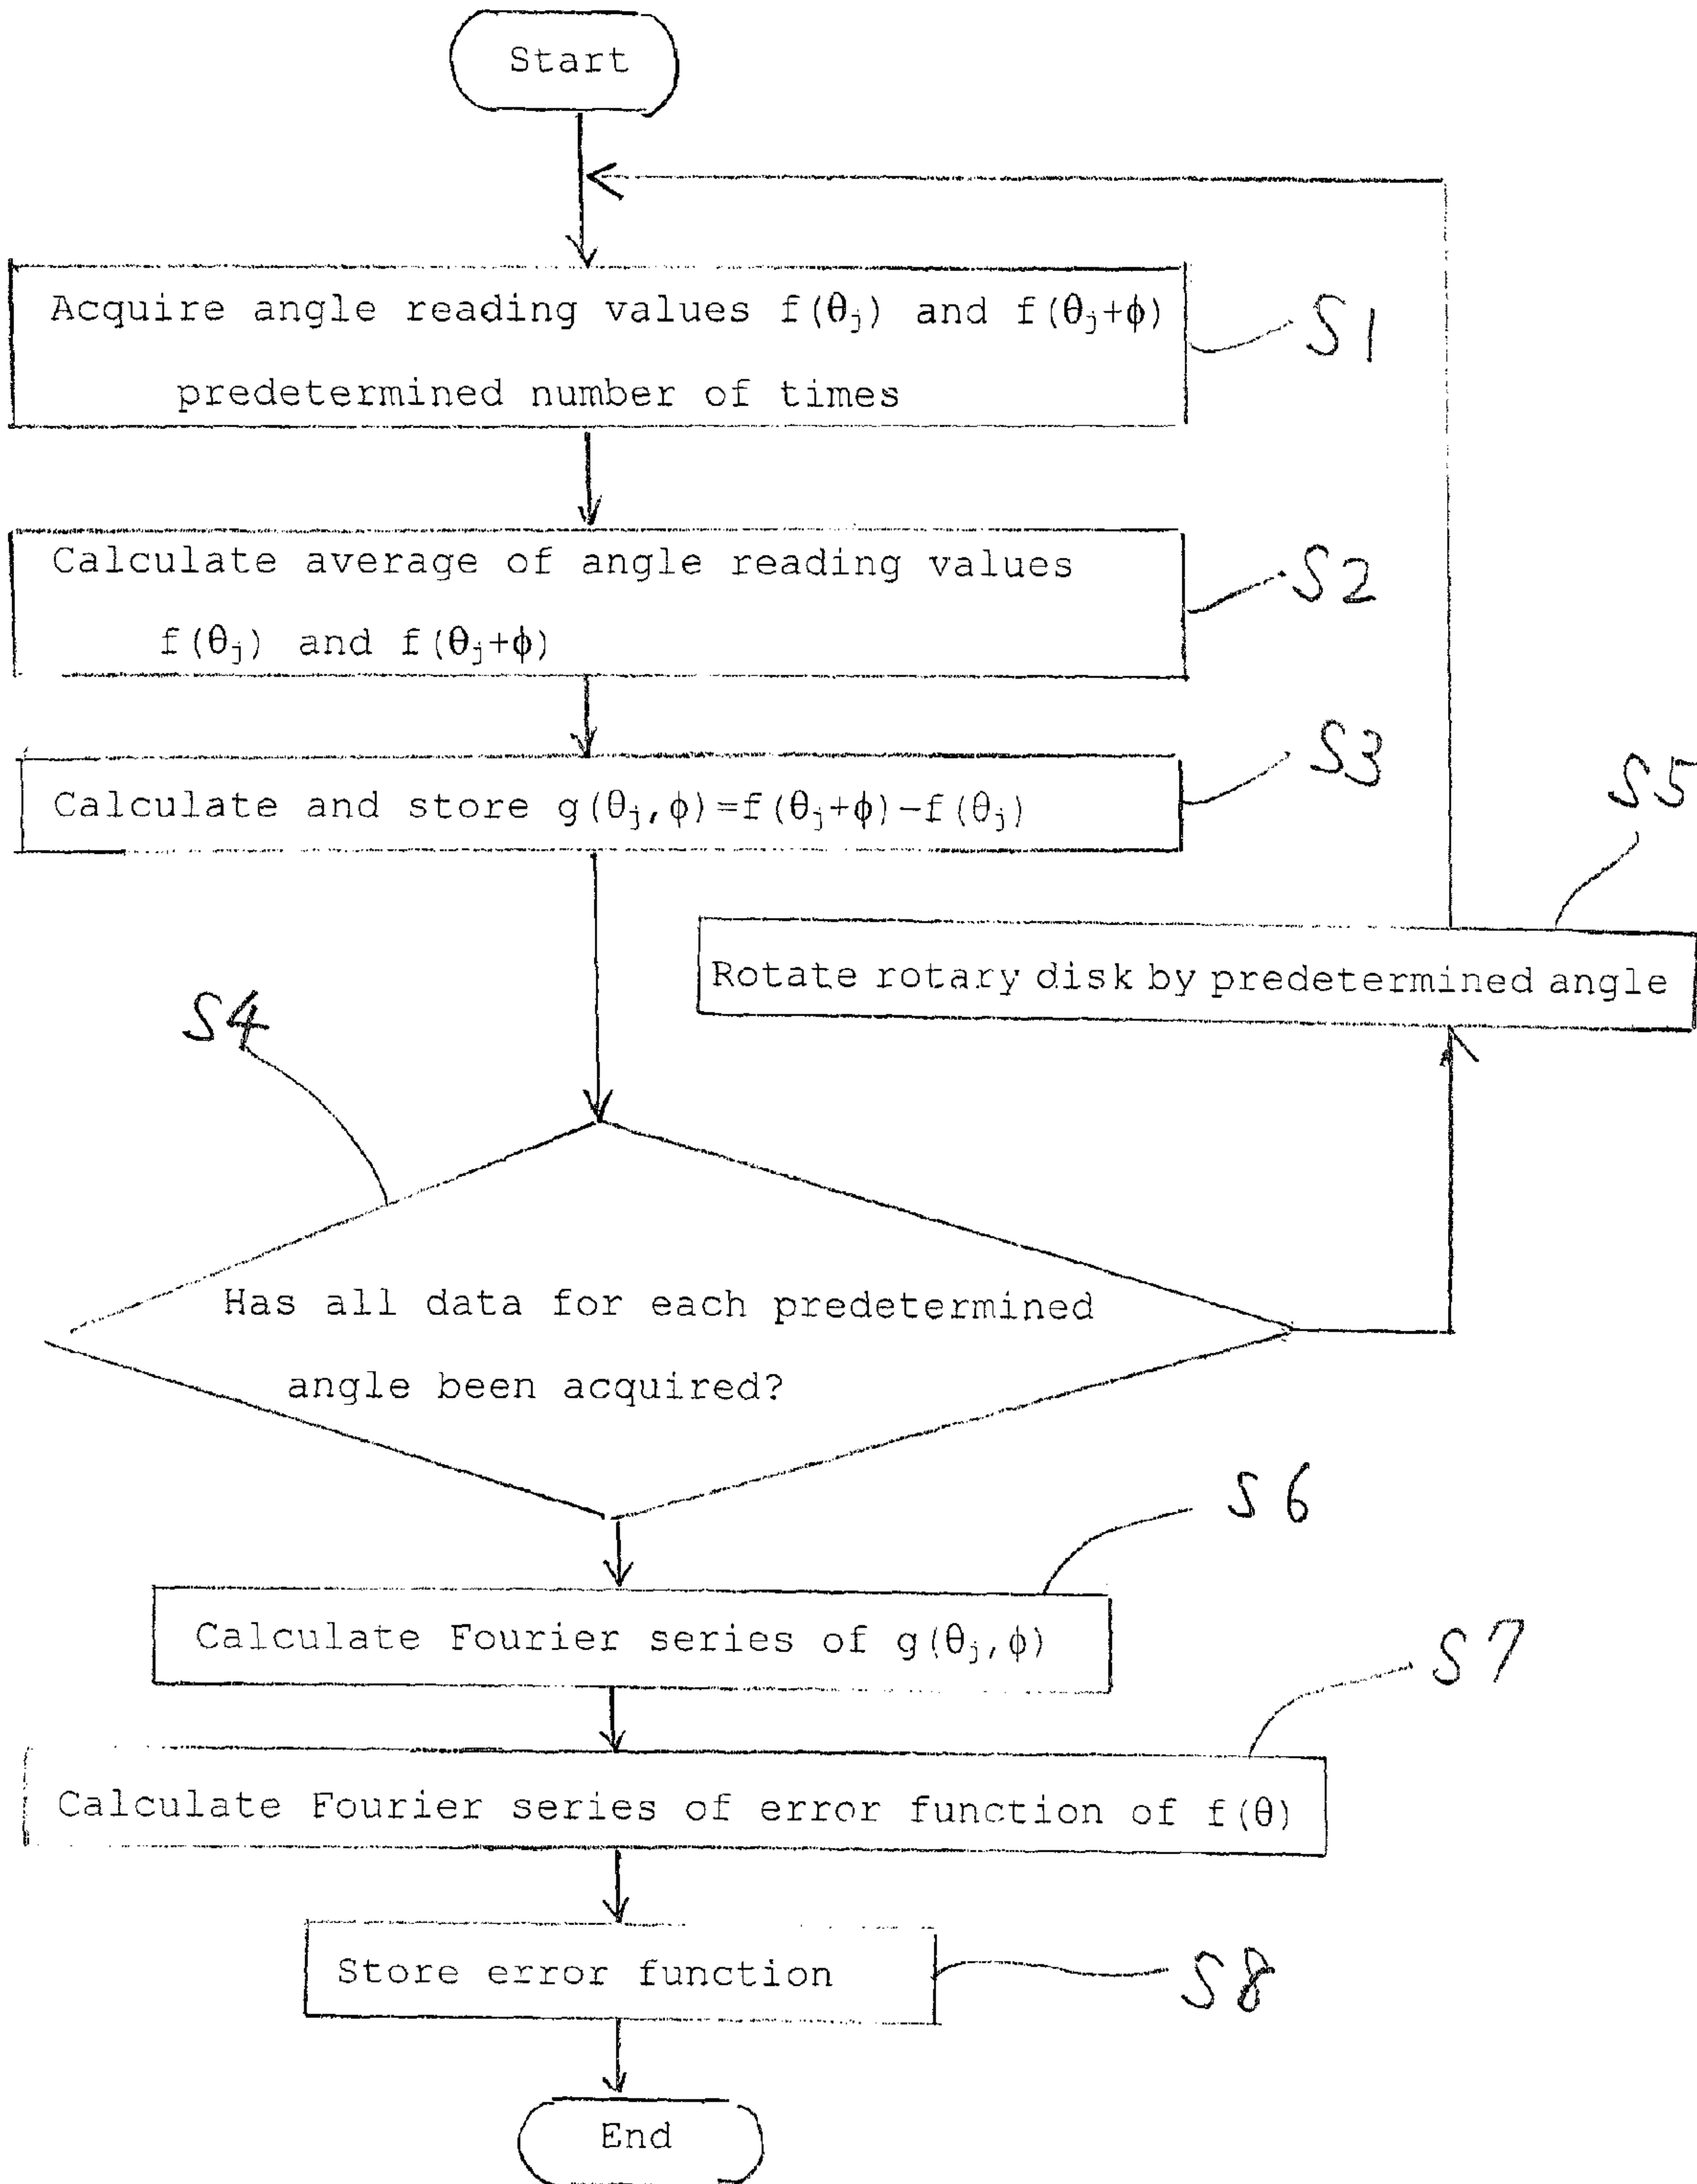 Start
Acquire angle reading values f(θj) and f(θj+ϕ)
predetermined number of times
S1
Calculate average of angle reading values
f(θj) and f(θj+ϕ)
S2
Calculate and store g(θj,ϕ)=f(θj+ϕ)-f(θj)
S3
S5
Rotate rotary disk by predetermined angle
S4
Has all data for each predetermined
angle been acquired?
S6
Calculate Fourier series of g(θj,ϕ)
S7
Calculate Fourier series of error function of f(θ)
Store error function
S8
End